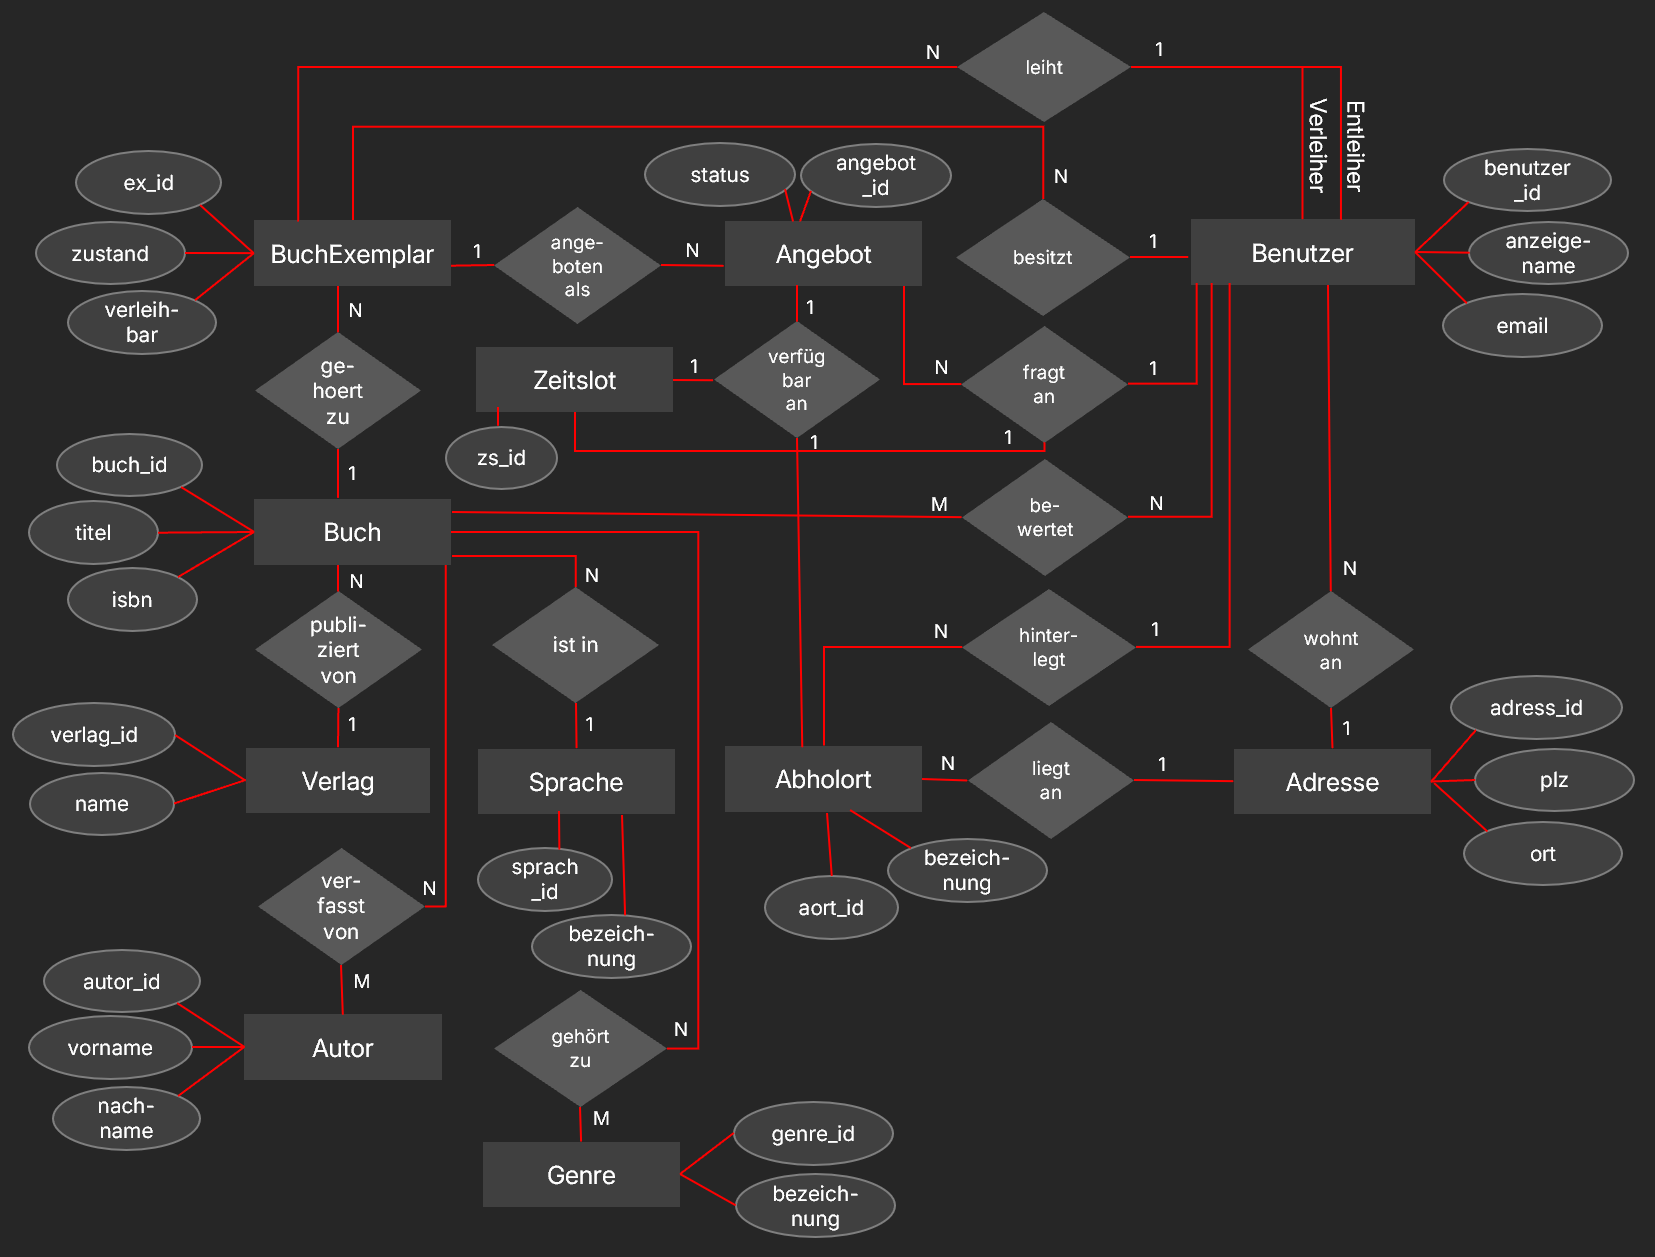 N
leiht
1
Verleiher
Entleiher
ex_id
zustand
verleih-
bar
BuchExemplar
1
ange-
boten
als
N
status
angebot
_id
Angebot
N
besitzt
1
Benutzer
benutzer
_id
anzeige-
name
email
N
ge-
hoert
zu
1
Zeitslot
zs_id
1
1
verfüg
bar
an
1
N
fragt
an
1
1
buch_id
titel
isbn
Buch
M
be-
wertet
N
N
publi-
ziert
von
1
N
ist in
1
N
hinter-
legt
1
N
wohnt
an
1
verlag_id
name
Verlag
Sprache
sprach
_id
bezeich-
nung
Abholort
N
liegt
an
1
Adresse
adress_id
plz
ort
bezeich-
nung
aort_id
ver-
fasst
von
N
M
autor_id
vorname
nach-
name
Autor
gehört
zu
N
M
Genre
genre_id
bezeich-
nung